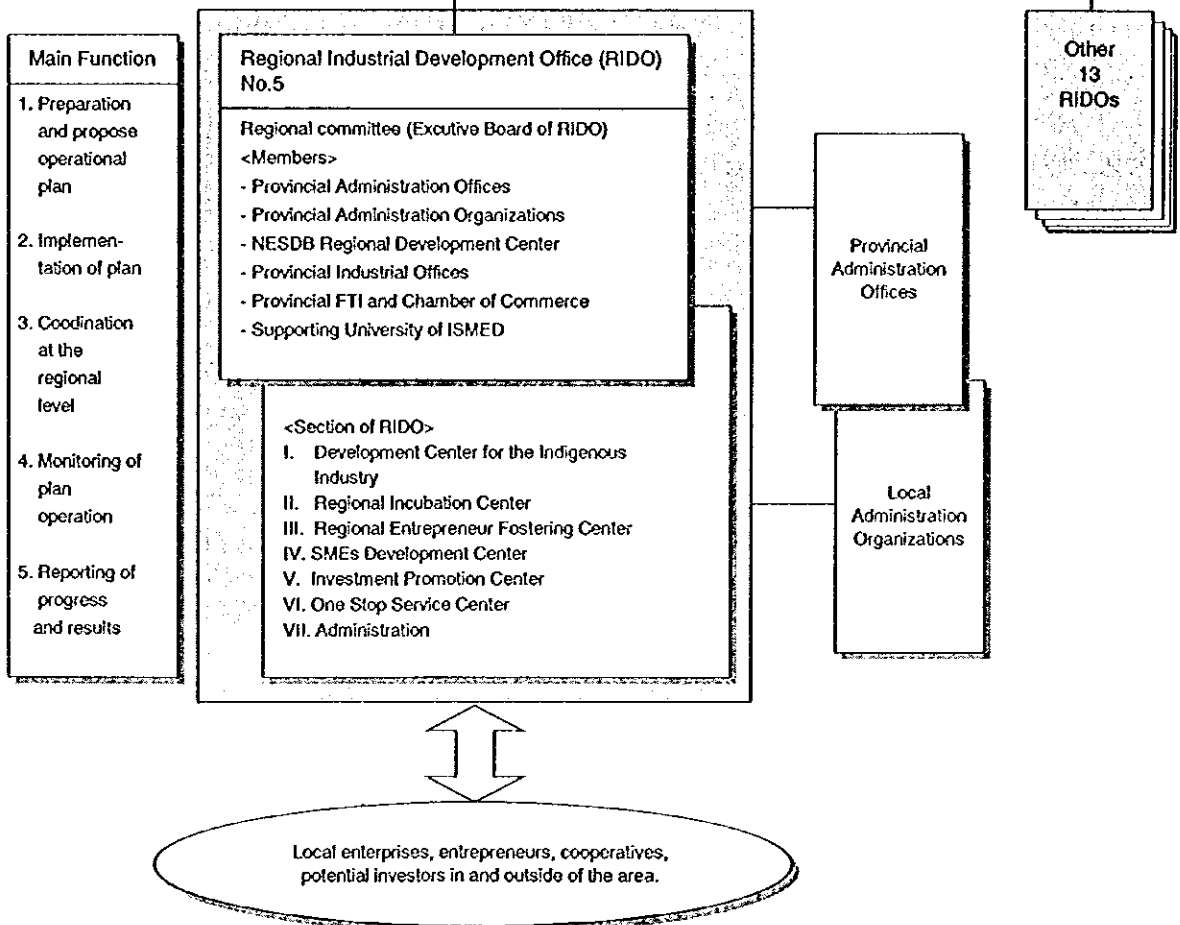 Main Function
1. Preparation
and propose
operational
plan
2. Implemen-
tation of plan
3. Coodination
at the
regional
level
4. Monitoring of
plan
operation
5. Reporting of
progress
and results
Regional Industrial Development Office (RIDO)
No.5
Regional committee (Excutive Board of RIDO)
<Members>
- Provincial Administration Offices
- Provincial Administration Organizations
- NESDB Regional Development Center
- Provincial Industrial Offices
- Provincial FTI and Chamber of Commerce
- Supporting University of ISMED
<Section of RIDO>
I. Development Center for the Indigenous
Industry
II. Regional Incubation Center
III. Regional Entrepreneur Fostering Center
IV. SMEs Development Center
V. Investment Promotion Center
VI. One Stop Service Center
VII. Administration
Provincial
Administration
Offices
Local
Administration
Organizations
Other
13
RIDOs
Local enterprises, entrepreneurs, cooperatives,
potential investors in and outside of the area.